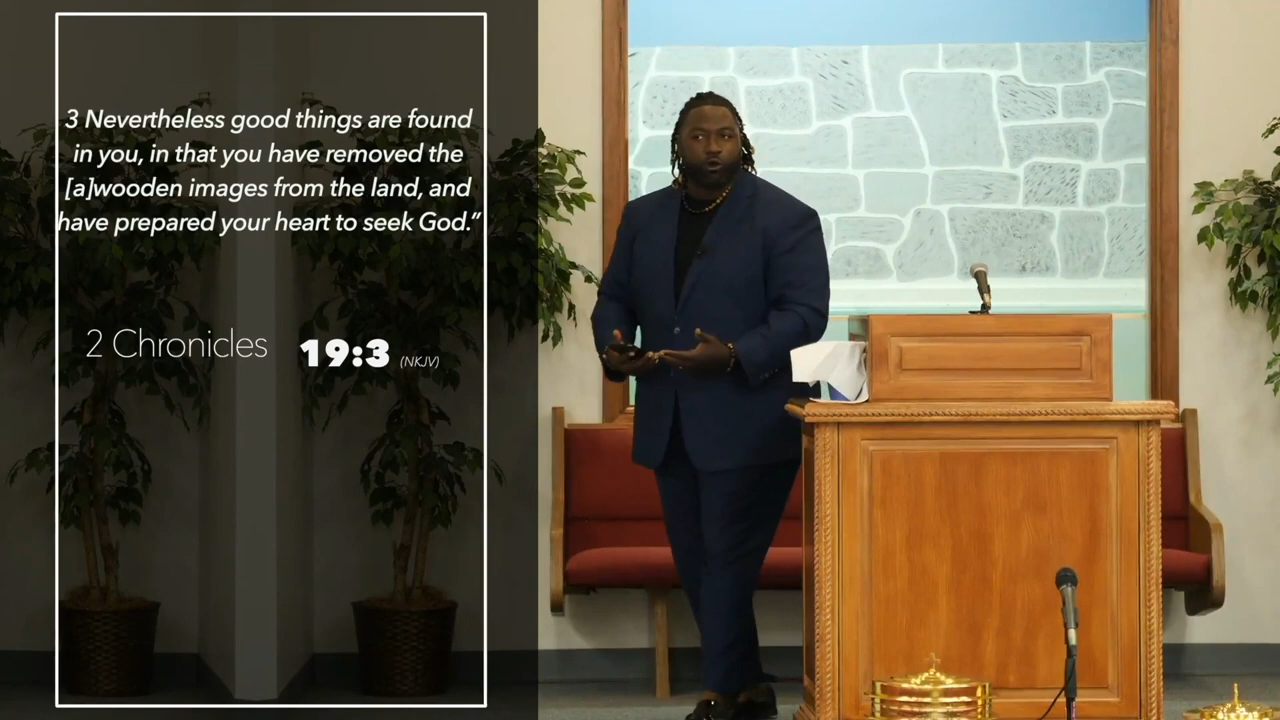 3 Nevertheless good things are found
in you, in that you have removed the
[a]wooden images from the land, and
have prepared your heart to seek God.”
2 Chronicles 19:3 (NKJV)